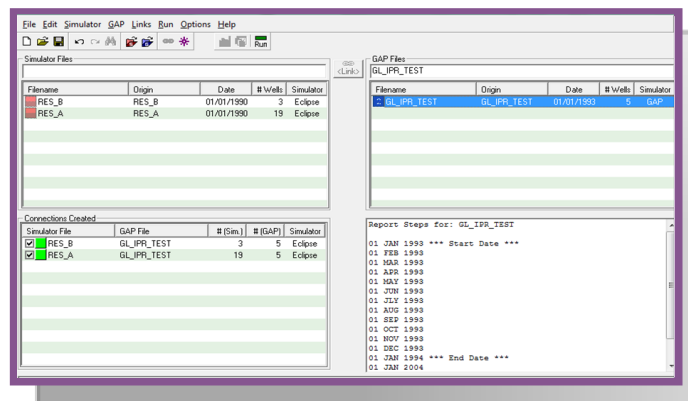 File Edit Simulator GAP Links Run Options Help
Run
Simulator Files
Filename Origin Date # Wells Simulator
RES_B RES_B 01/01/1990 3 Eclipse
RES_A RES_A 01/01/1990 19 Eclipse
<Link>
GAP Files
GL_IPR_TEST
Filename Origin Date # Wells Simulator
GL_IPR_TEST GL_IPR_TEST 01/01/1993 5 GAP
Connections Created
Simulator File GAP File # (Sim.) # (GAP) Simulator
RES_B GL_IPR_TEST 3 5 Eclipse
RES_A GL_IPR_TEST 19 5 Eclipse
Report Steps for: GL_IPR_TEST
01 JAN 1993 *** Start Date ***
01 FEB 1993
01 MAR 1993
01 APR 1993
01 MAY 1993
01 JUN 1993
01 JLY 1993
01 AUG 1993
01 SEP 1993
01 OCT 1993
01 NOV 1993
01 DEC 1993
01 JAN 1994 *** End Date ***
01 JAN 2004